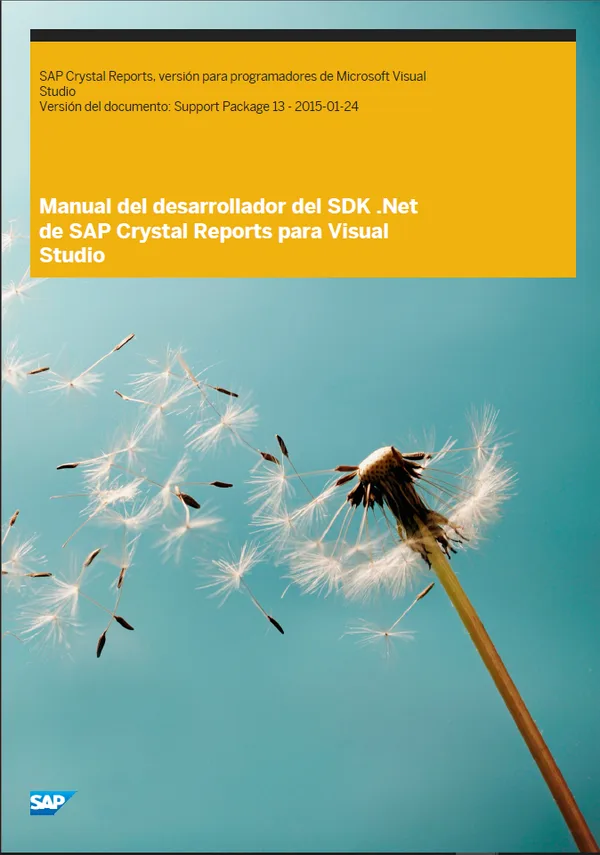 SAP Crystal Reports, versión para programadores de Microsoft Visual
Studio
Versión del documento: Support Package 13 - 2015-01-24
Manual del desarrollador del SDK .Net
de SAP Crystal Reports para Visual
Studio
SAP